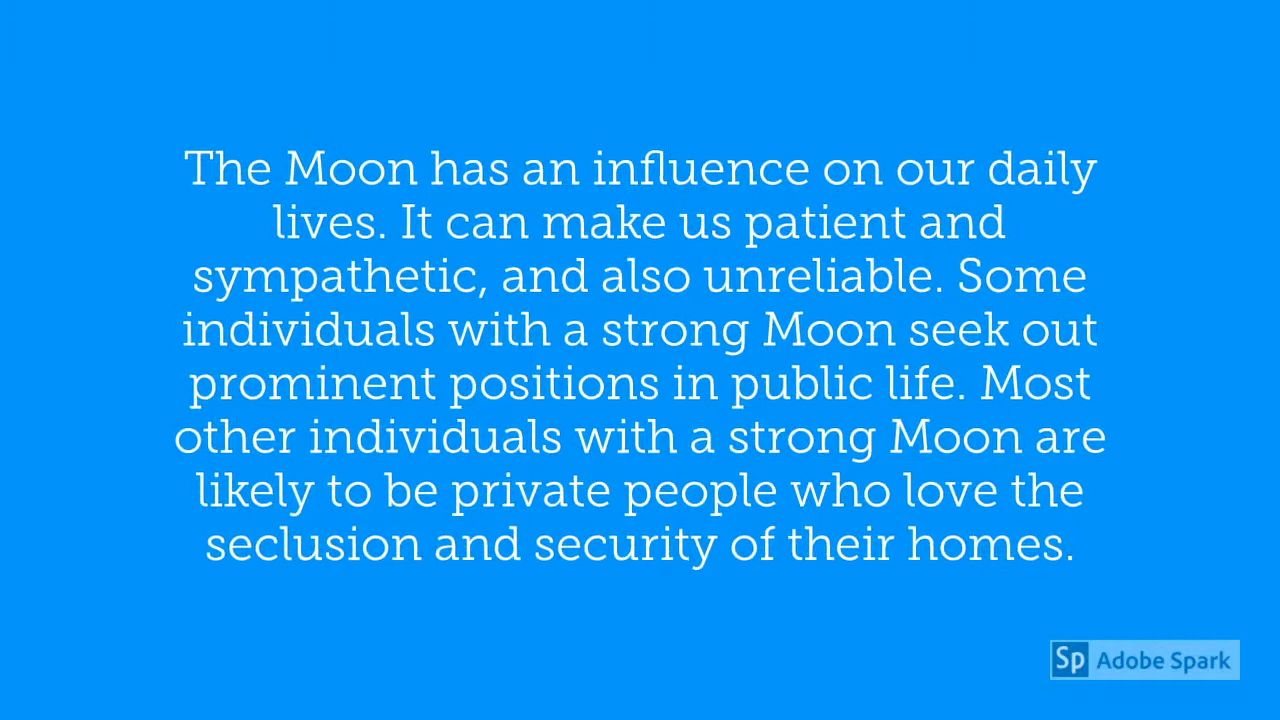 The Moon has an influence on our daily
lives. It can make us patient and
sympathetic, and also unreliable. Some
individuals with a strong Moon seek out
prominent positions in public life. Most
other individuals with a strong Moon are
likely to be private people who love the
seclusion and security of their homes.
Sp Adobe Spark